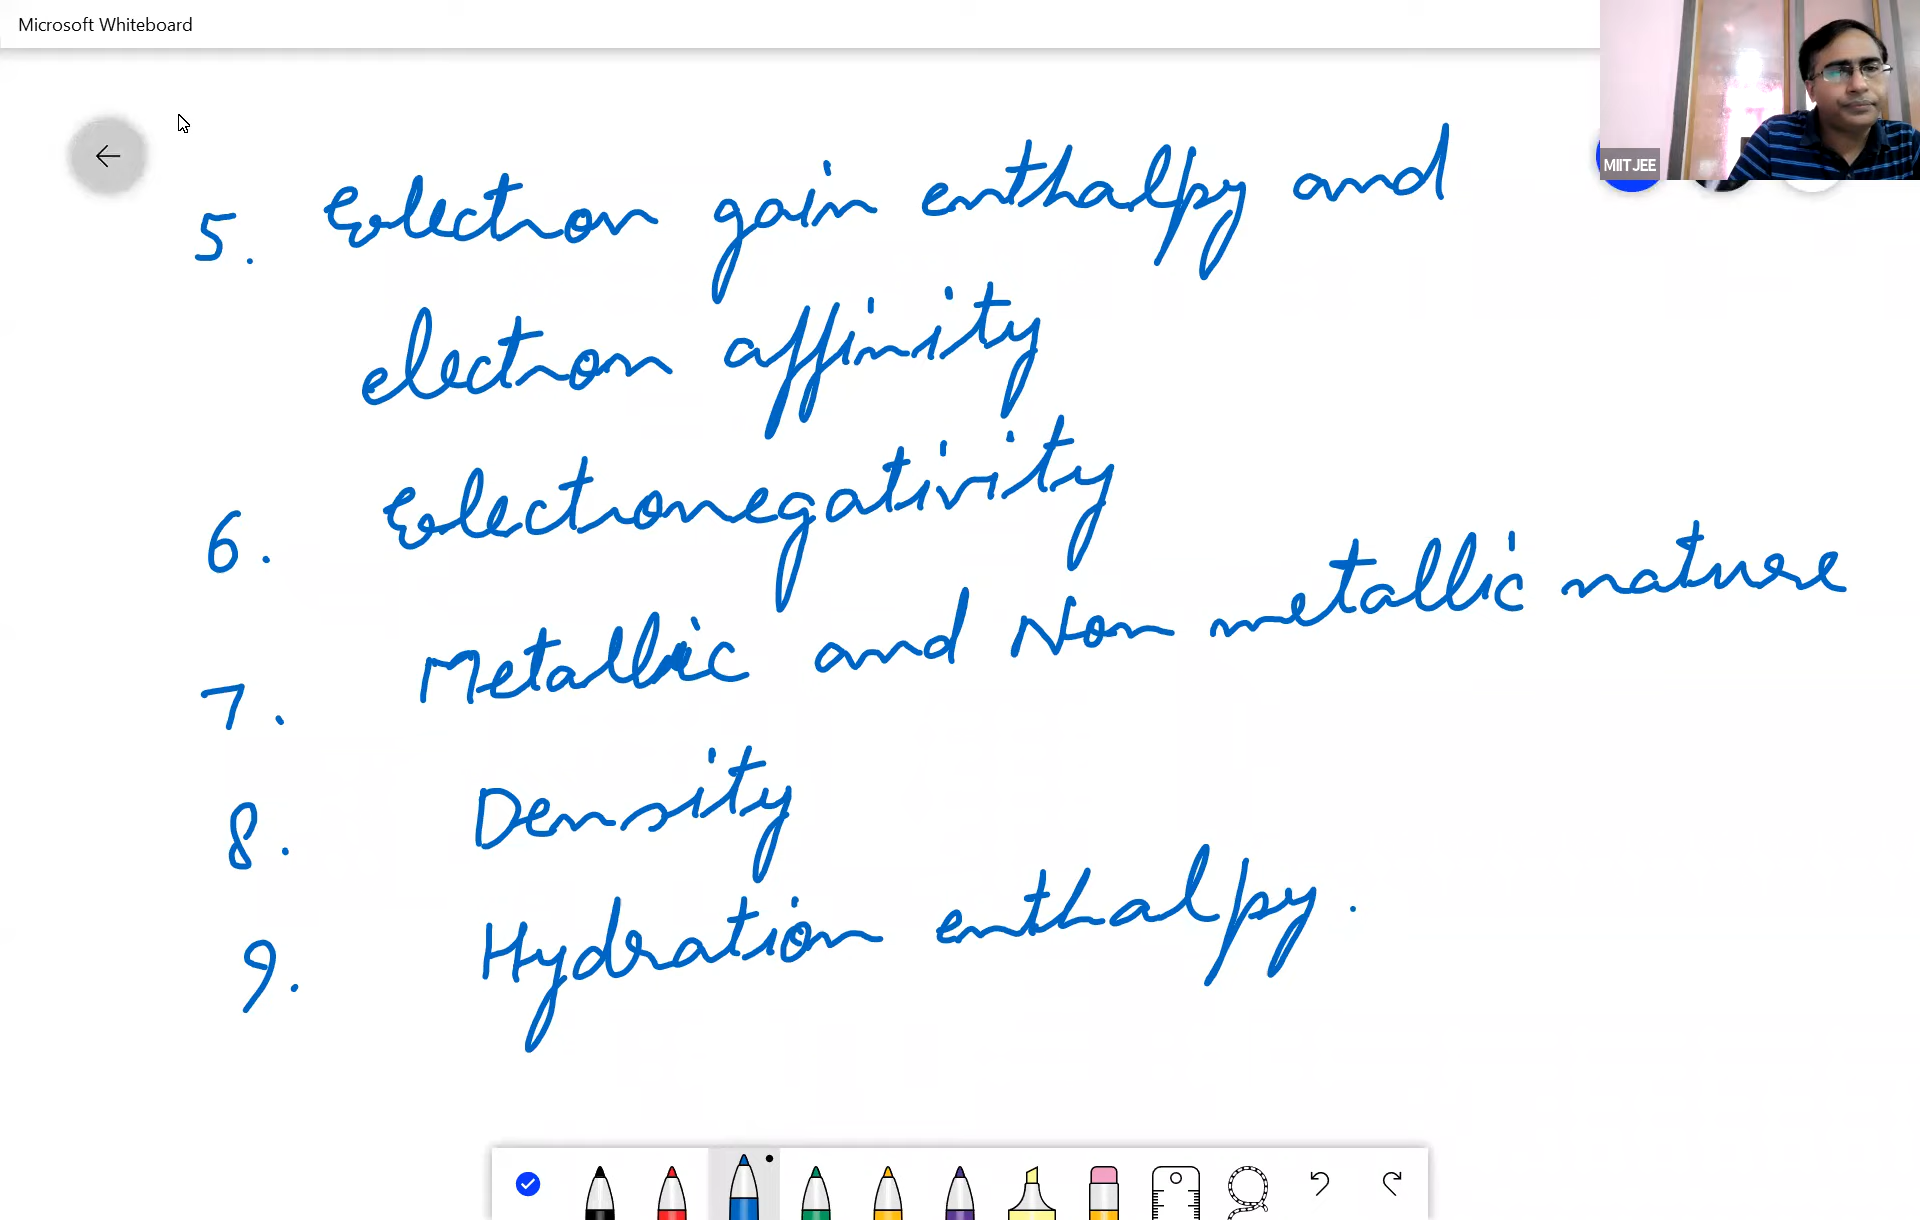 Microsoft Whiteboard
MIIT JEE
5. Electron gain enthalpy and
electron affinity
6. Electronegativity
7. Metallic and Non metallic nature
8. Density
9. Hydration enthalpy.